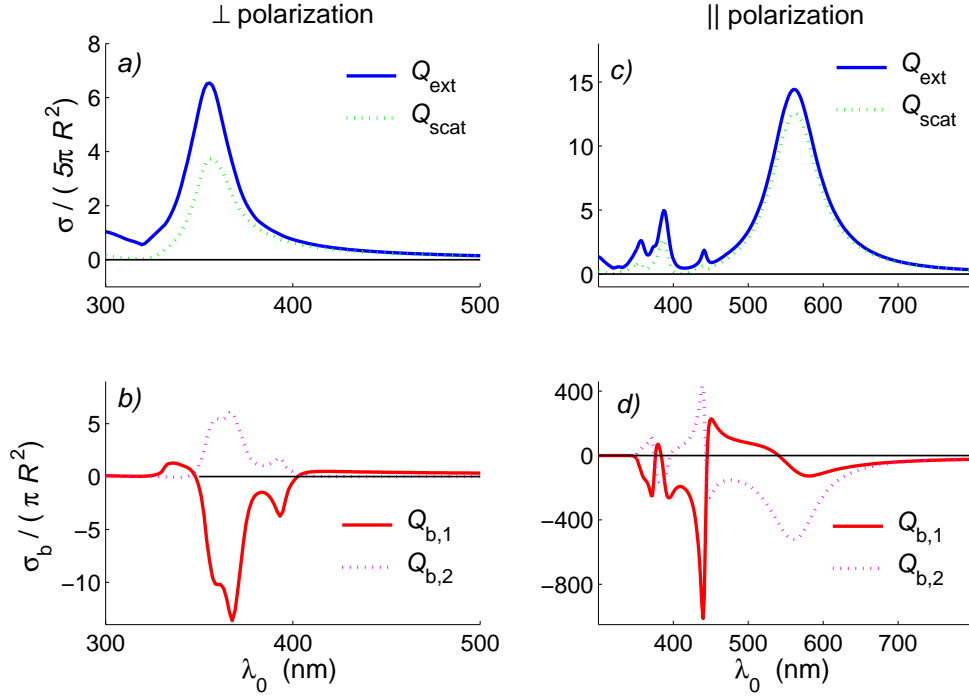 ⊥ polarization
|| polarization
a)
Q_ext
Q_scat
σ / ( 5π R²)
8
6
4
2
0
300 400 500
c)
Q_ext
Q_scat
15
10
5
0
400 500 600 700
b)
Q_b,1
Q_b,2
σ_b / ( π R²)
5
0
−5
−10
300 400 500
λ_0 (nm)
d)
Q_b,1
Q_b,2
400
0
−400
−800
400 500 600 700
λ_0 (nm)